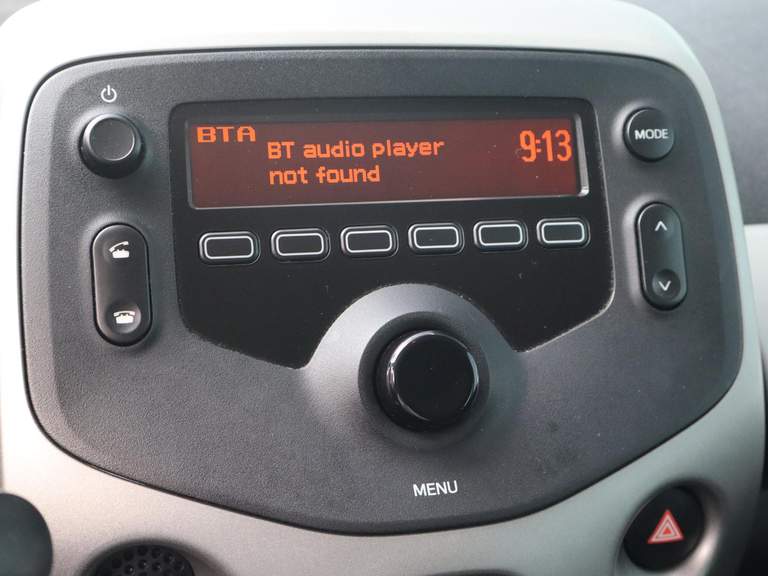 BTA
BT audio player
not found
9:13
MODE
MENU